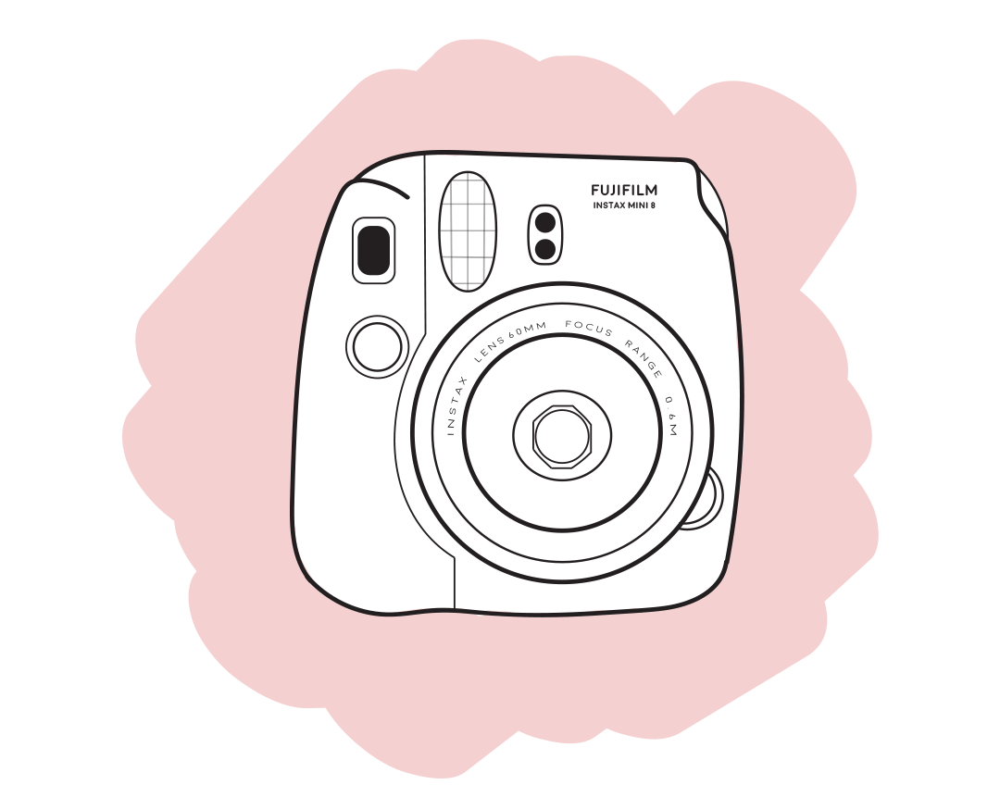 FUJIFILM
INSTAX MINI 8
INSTAX LENS 60MM FOCUS RANGE 0.6M